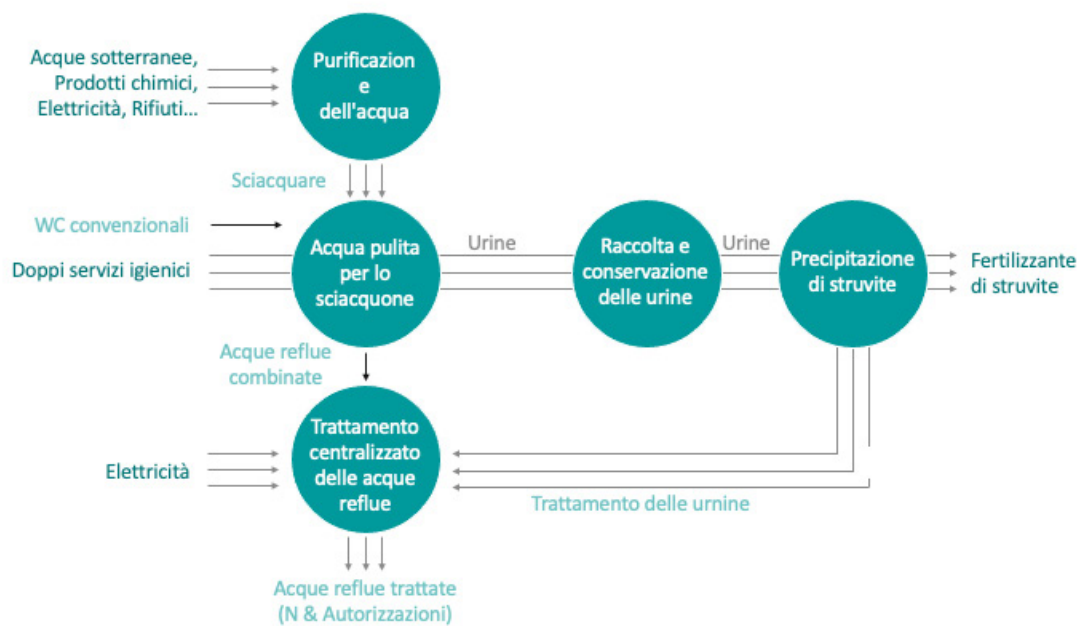 Acque sotterranee,
Prodotti chimici,
Elettricità, Rifiuti...
Purificazion
e
dell'acqua
Sciacquare
WC convenzionali
Doppi servizi igienici
Acqua pulita
per lo
sciacquone
Urine
Raccolta e
conservazione
delle urine
Urine
Precipitazione
di struvite
Fertilizzante
di struvite
Acque reflue
combinate
Elettricità
Trattamento
centralizzato
delle acque
reflue
Trattamento delle urnine
Acque reflue trattate
(N & Autorizzazioni)